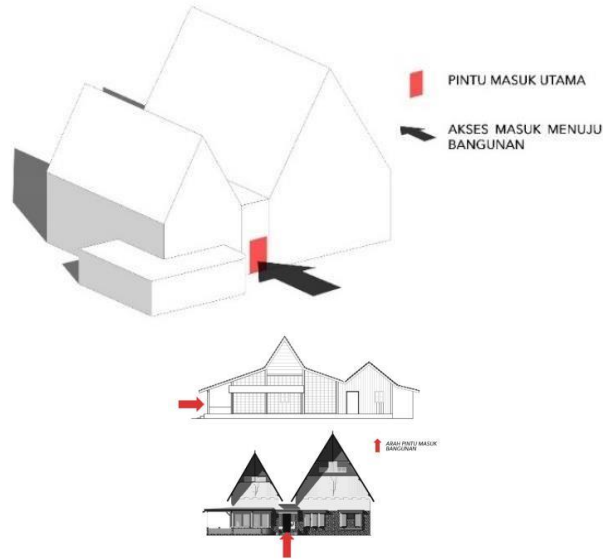 PINTU MASUK UTAMA
AKSES MASUK MENUJU
BANGUNAN
ARAH PINTU MASUK
BANGUNAN